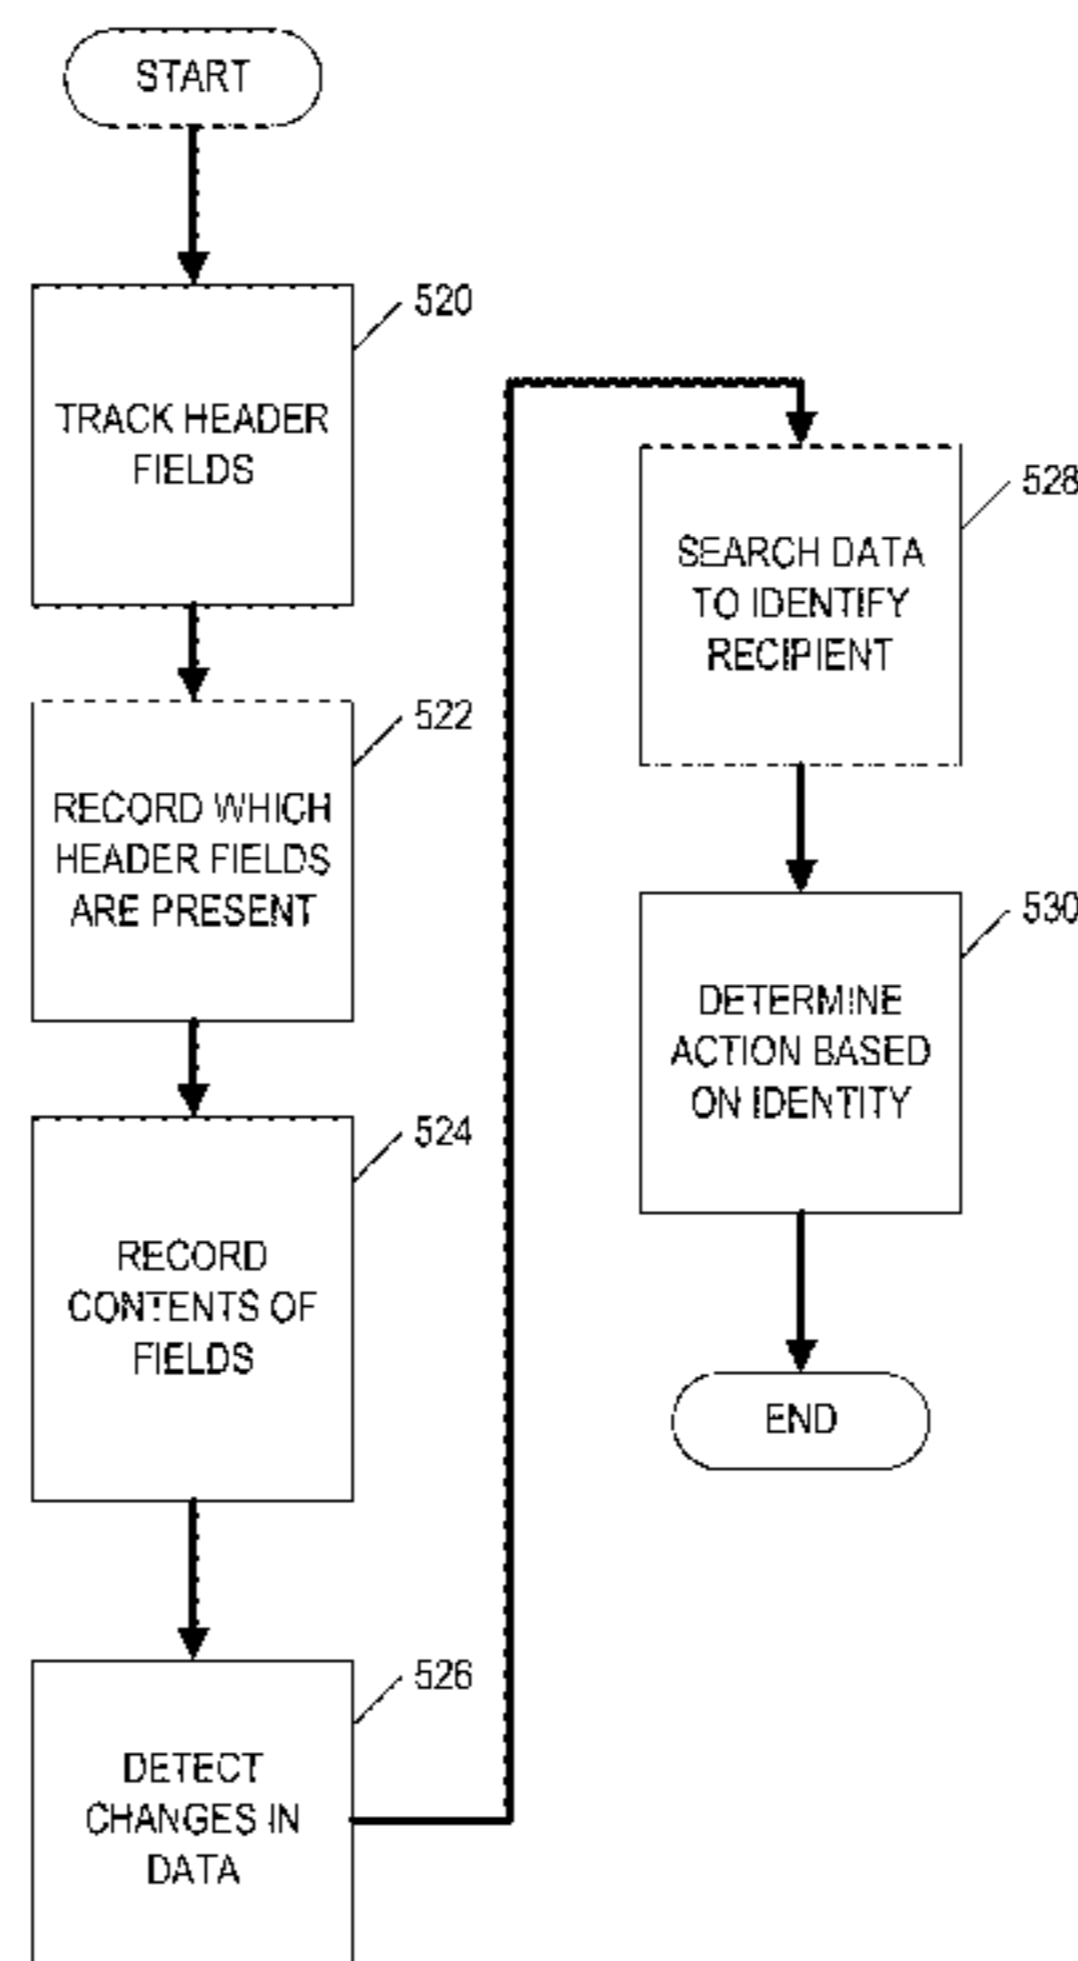 START
520
TRACK HEADER
FIELDS
522
RECORD WHICH
HEADER FIELDS
ARE PRESENT
524
RECORD
CONTENTS OF
FIELDS
526
DETECT
CHANGES IN
DATA
528
SEARCH DATA
TO IDENTIFY
RECIPIENT
530
DETERMINE
ACTION BASED
ON IDENTITY
END